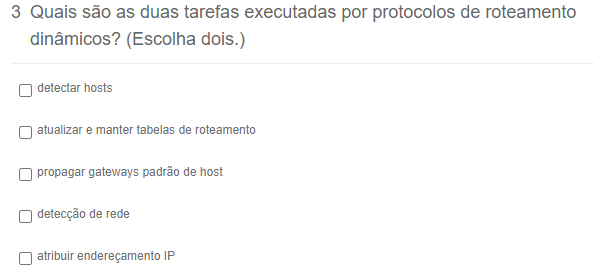 3 Quais são as duas tarefas executadas por protocolos de roteamento
dinâmicos? (Escolha dois.)
detectar hosts
atualizar e manter tabelas de roteamento
propagar gateways padrão de host
detecção de rede
atribuir endereçamento IP